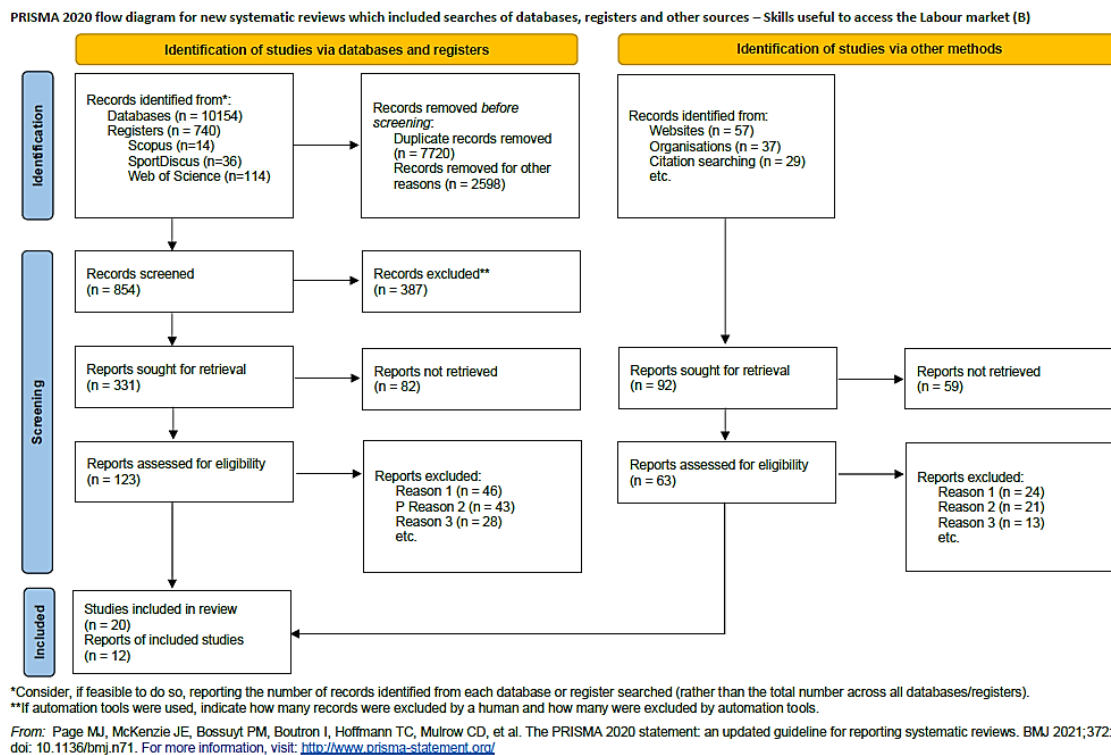 PRISMA 2020 flow diagram for new systematic reviews which included searches of databases, registers and other sources – Skills useful to access the Labour market (B)
Identification of studies via databases and registers
Identification of studies via other methods
Identification
Records identified from*:
Databases (n = 10154)
Registers (n = 740)
Scopus (n=14)
SportDiscus (n=36)
Web of Science (n=114)
Records removed before
screening:
Duplicate records removed
(n = 7720)
Records removed for other
reasons (n = 2598)
Records identified from:
Websites (n = 57)
Organisations (n = 37)
Citation searching (n = 29)
etc.
Screening
Records screened
(n = 854)
Records excluded**
(n = 387)
Reports sought for retrieval
(n = 331)
Reports not retrieved
(n = 82)
Reports sought for retrieval
(n = 92)
Reports not retrieved
(n = 59)
Reports assessed for eligibility
(n = 123)
Reports excluded:
Reason 1 (n = 46)
P Reason 2 (n = 43)
Reason 3 (n = 28)
etc.
Reports assessed for eligibility
(n = 63)
Reports excluded:
Reason 1 (n = 24)
Reason 2 (n = 21)
Reason 3 (n = 13)
etc.
Included
Studies included in review
(n = 20)
Reports of included studies
(n = 12)
*Consider, if feasible to do so, reporting the number of records identified from each database or register searched (rather than the total number across all databases/registers).
**If automation tools were used, indicate how many records were excluded by a human and how many were excluded by automation tools.
From: Page MJ, McKenzie JE, Bossuyt PM, Boutron I, Hoffmann TC, Mulrow CD, et al. The PRISMA 2020 statement: an updated guideline for reporting systematic reviews. BMJ 2021;372
doi: 10.1136/bmj.n71. For more information, visit: http://www.prisma-statement.org/